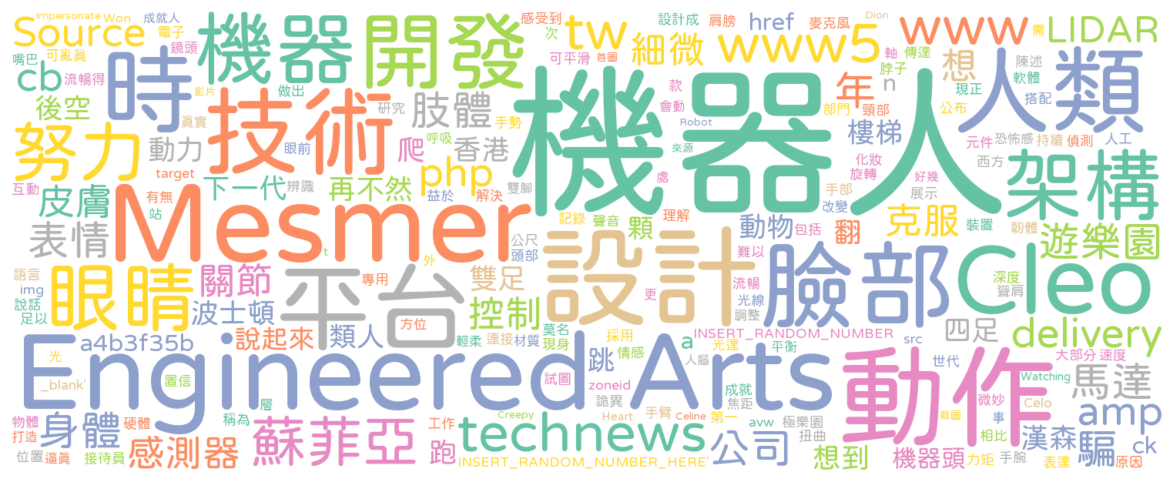 Impersonate Won 成就人
Source 電子 嘴巴 可亂真 鏡頭
機器 開發 感受到 次
tw 設計成 肩膀 href 麥克風 Dion
細微 www5 首圖 可平滑 款
www 需 LIDAR
軸 傳達 脖子 想 陳述 軟體 現正 搭配
cb 流暢得 時 影片 做出
機器人 人類
年 n 會動 部門 頸部 公布
後空 真實 技術 研究 肢體 手勢
努力 眼前 Robot 樓梯 元件 恐怖感 持續 偵測 人工
動力 爬 呼吸 香港 來源 化妝 西方 架構
互動 target php 處 旋轉 好幾
皮膚 有無 站 下一代 辨識 再不然 益於 解決 雙腳
手部 改變 展示 裝置 韌體
表情 Mesmer 記錄 聲音 顆 理解 動物 包括 翻 克服
公尺 頭部 遊樂園
語言 img 說話 足以 眼睛 關節 t 平台 外 雙足
設計 難以 臉部 流暢 光線 調整 Cleo 深度 聳肩
波士頓 專用 控制 更
a4b3f35b 說起來 類人 方位 輕柔 連接 材質 莫名 現身 採用 情感
INSERT_RANDOM_NUMBER src 四足 delivery
光 _blank' 置信 Engineered Arts 光達 人腦 a 平衡 跳
動作 世代 大部分 速度 Watching 馬達
試圖 詭異 zoneid 成就 焦距 微妙 Celo
物體 打造 硬體 稱為 層 手臂 Heart Celine 第一 avw 極樂園 扭曲
截圖 事 相比 amp
位置 逼真 接待員 身體 感測器 蘇菲亞 工作 跑 Creepy technews
公司 漢森 騙 ck
INSERT_RANDOM_NUMBER_HERE' 想到 機器頭 力矩 手腕 表達 原因